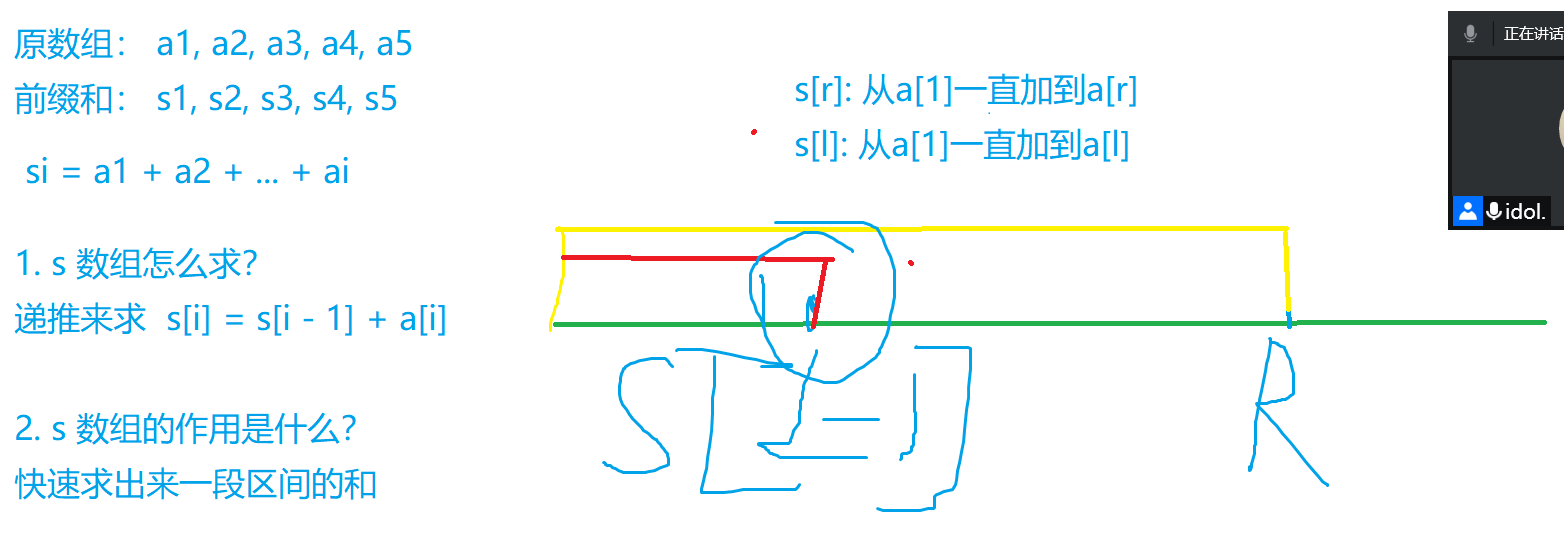 原数组： a1, a2, a3, a4, a5
前缀和： s1, s2, s3, s4, s5
si = a1 + a2 + ... + ai
1. s 数组怎么求?
递推来求 s[i] = s[i - 1] + a[i]
2. s 数组的作用是什么?
快速求出来一段区间的和
s[r]: 从a[1]一直加到a[r]
s[l]: 从a[1]一直加到a[l]
S[L-1]
R
正在讲话
idol.